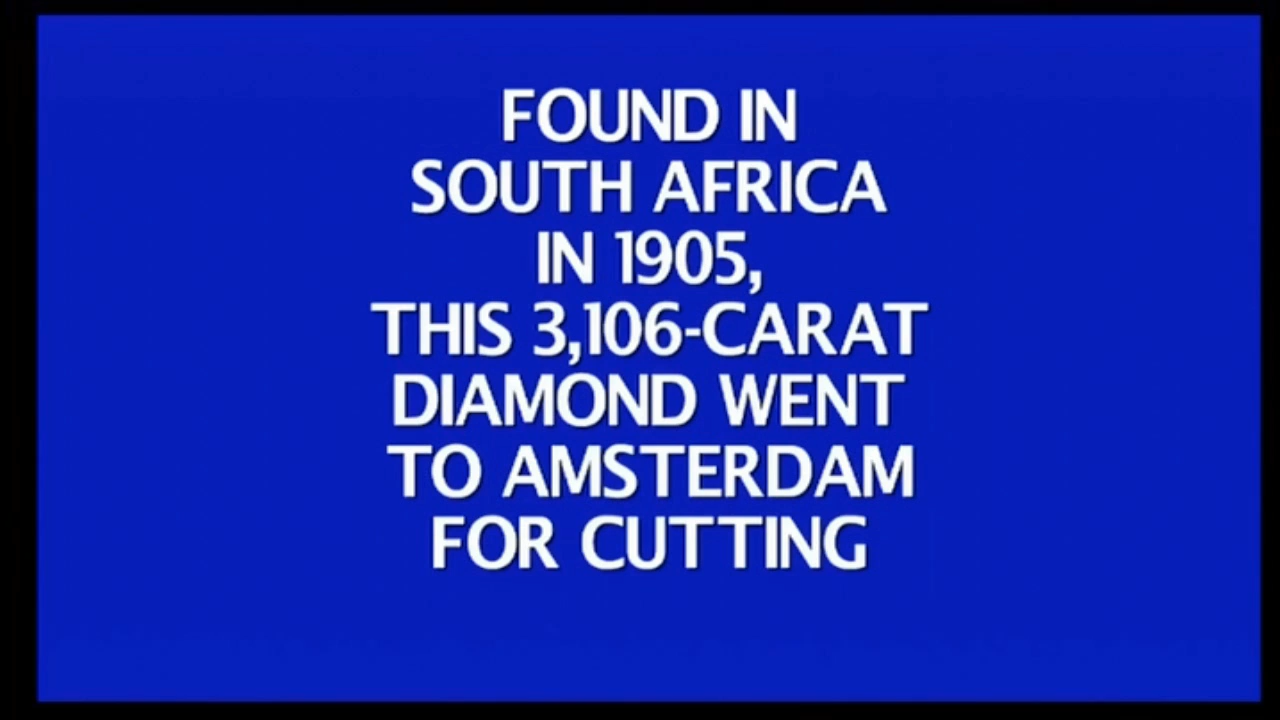 FOUND IN
SOUTH AFRICA
IN 1905,
THIS 3,106-CARAT
DIAMOND WENT
TO AMSTERDAM
FOR CUTTING